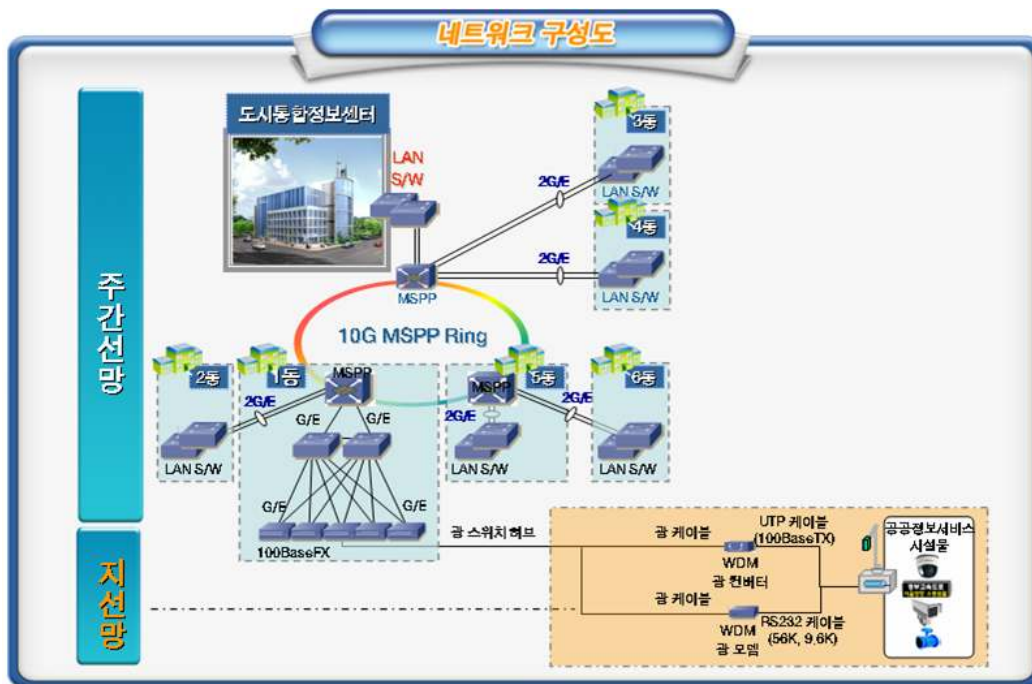 네트워크 구성도
주간선망
지선망
도시통합정보센터
LAN
S/W
3동
2G/E
LAN S/W
4동
2G/E
LAN S/W
MSPP
10G MSPP Ring
2동
2G/E
LAN S/W
1동
MSPP
G/E
G/E
G/E
G/E
100BaseFX
MSPP
5동
2G/E
LAN S/W
6동
2G/E
LAN S/W
광 스위치 허브
광 케이블
UTP 케이블
(100BaseTX)
WDM
광 컨버터
광 케이블
RS232 케이블
(56K, 9.6K)
WDM
광 모뎀
공공정보서비스
시설물